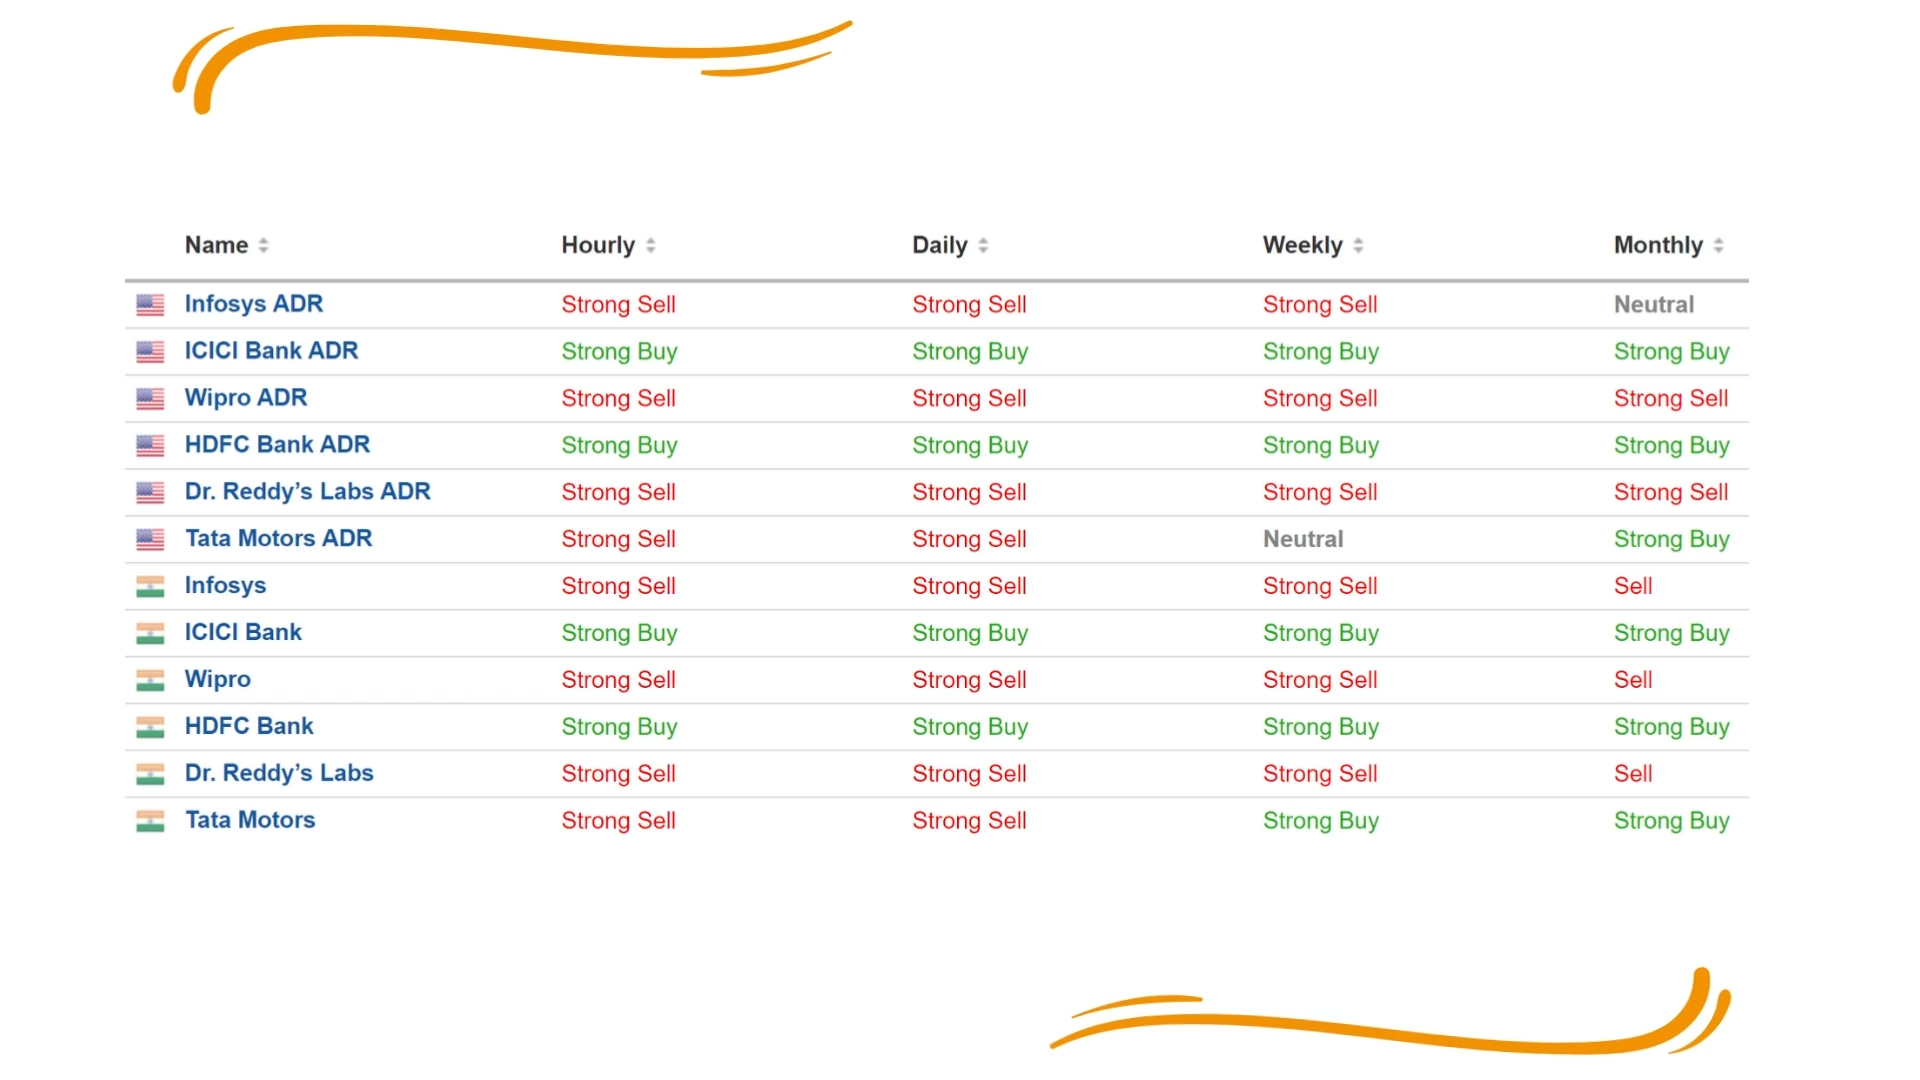 Name Hourly Daily Weekly Monthly
Infosys ADR Strong Sell Strong Sell Strong Sell Neutral
ICICI Bank ADR Strong Buy Strong Buy Strong Buy Strong Buy
Wipro ADR Strong Sell Strong Sell Strong Sell Strong Sell
HDFC Bank ADR Strong Buy Strong Buy Strong Buy Strong Buy
Dr. Reddy’s Labs ADR Strong Sell Strong Sell Strong Sell Strong Sell
Tata Motors ADR Strong Sell Strong Sell Neutral Strong Buy
Infosys Strong Sell Strong Sell Strong Sell Sell
ICICI Bank Strong Buy Strong Buy Strong Buy Strong Buy
Wipro Strong Sell Strong Sell Strong Sell Sell
HDFC Bank Strong Buy Strong Buy Strong Buy Strong Buy
Dr. Reddy’s Labs Strong Sell Strong Sell Strong Sell Sell
Tata Motors Strong Sell Strong Sell Strong Buy Strong Buy